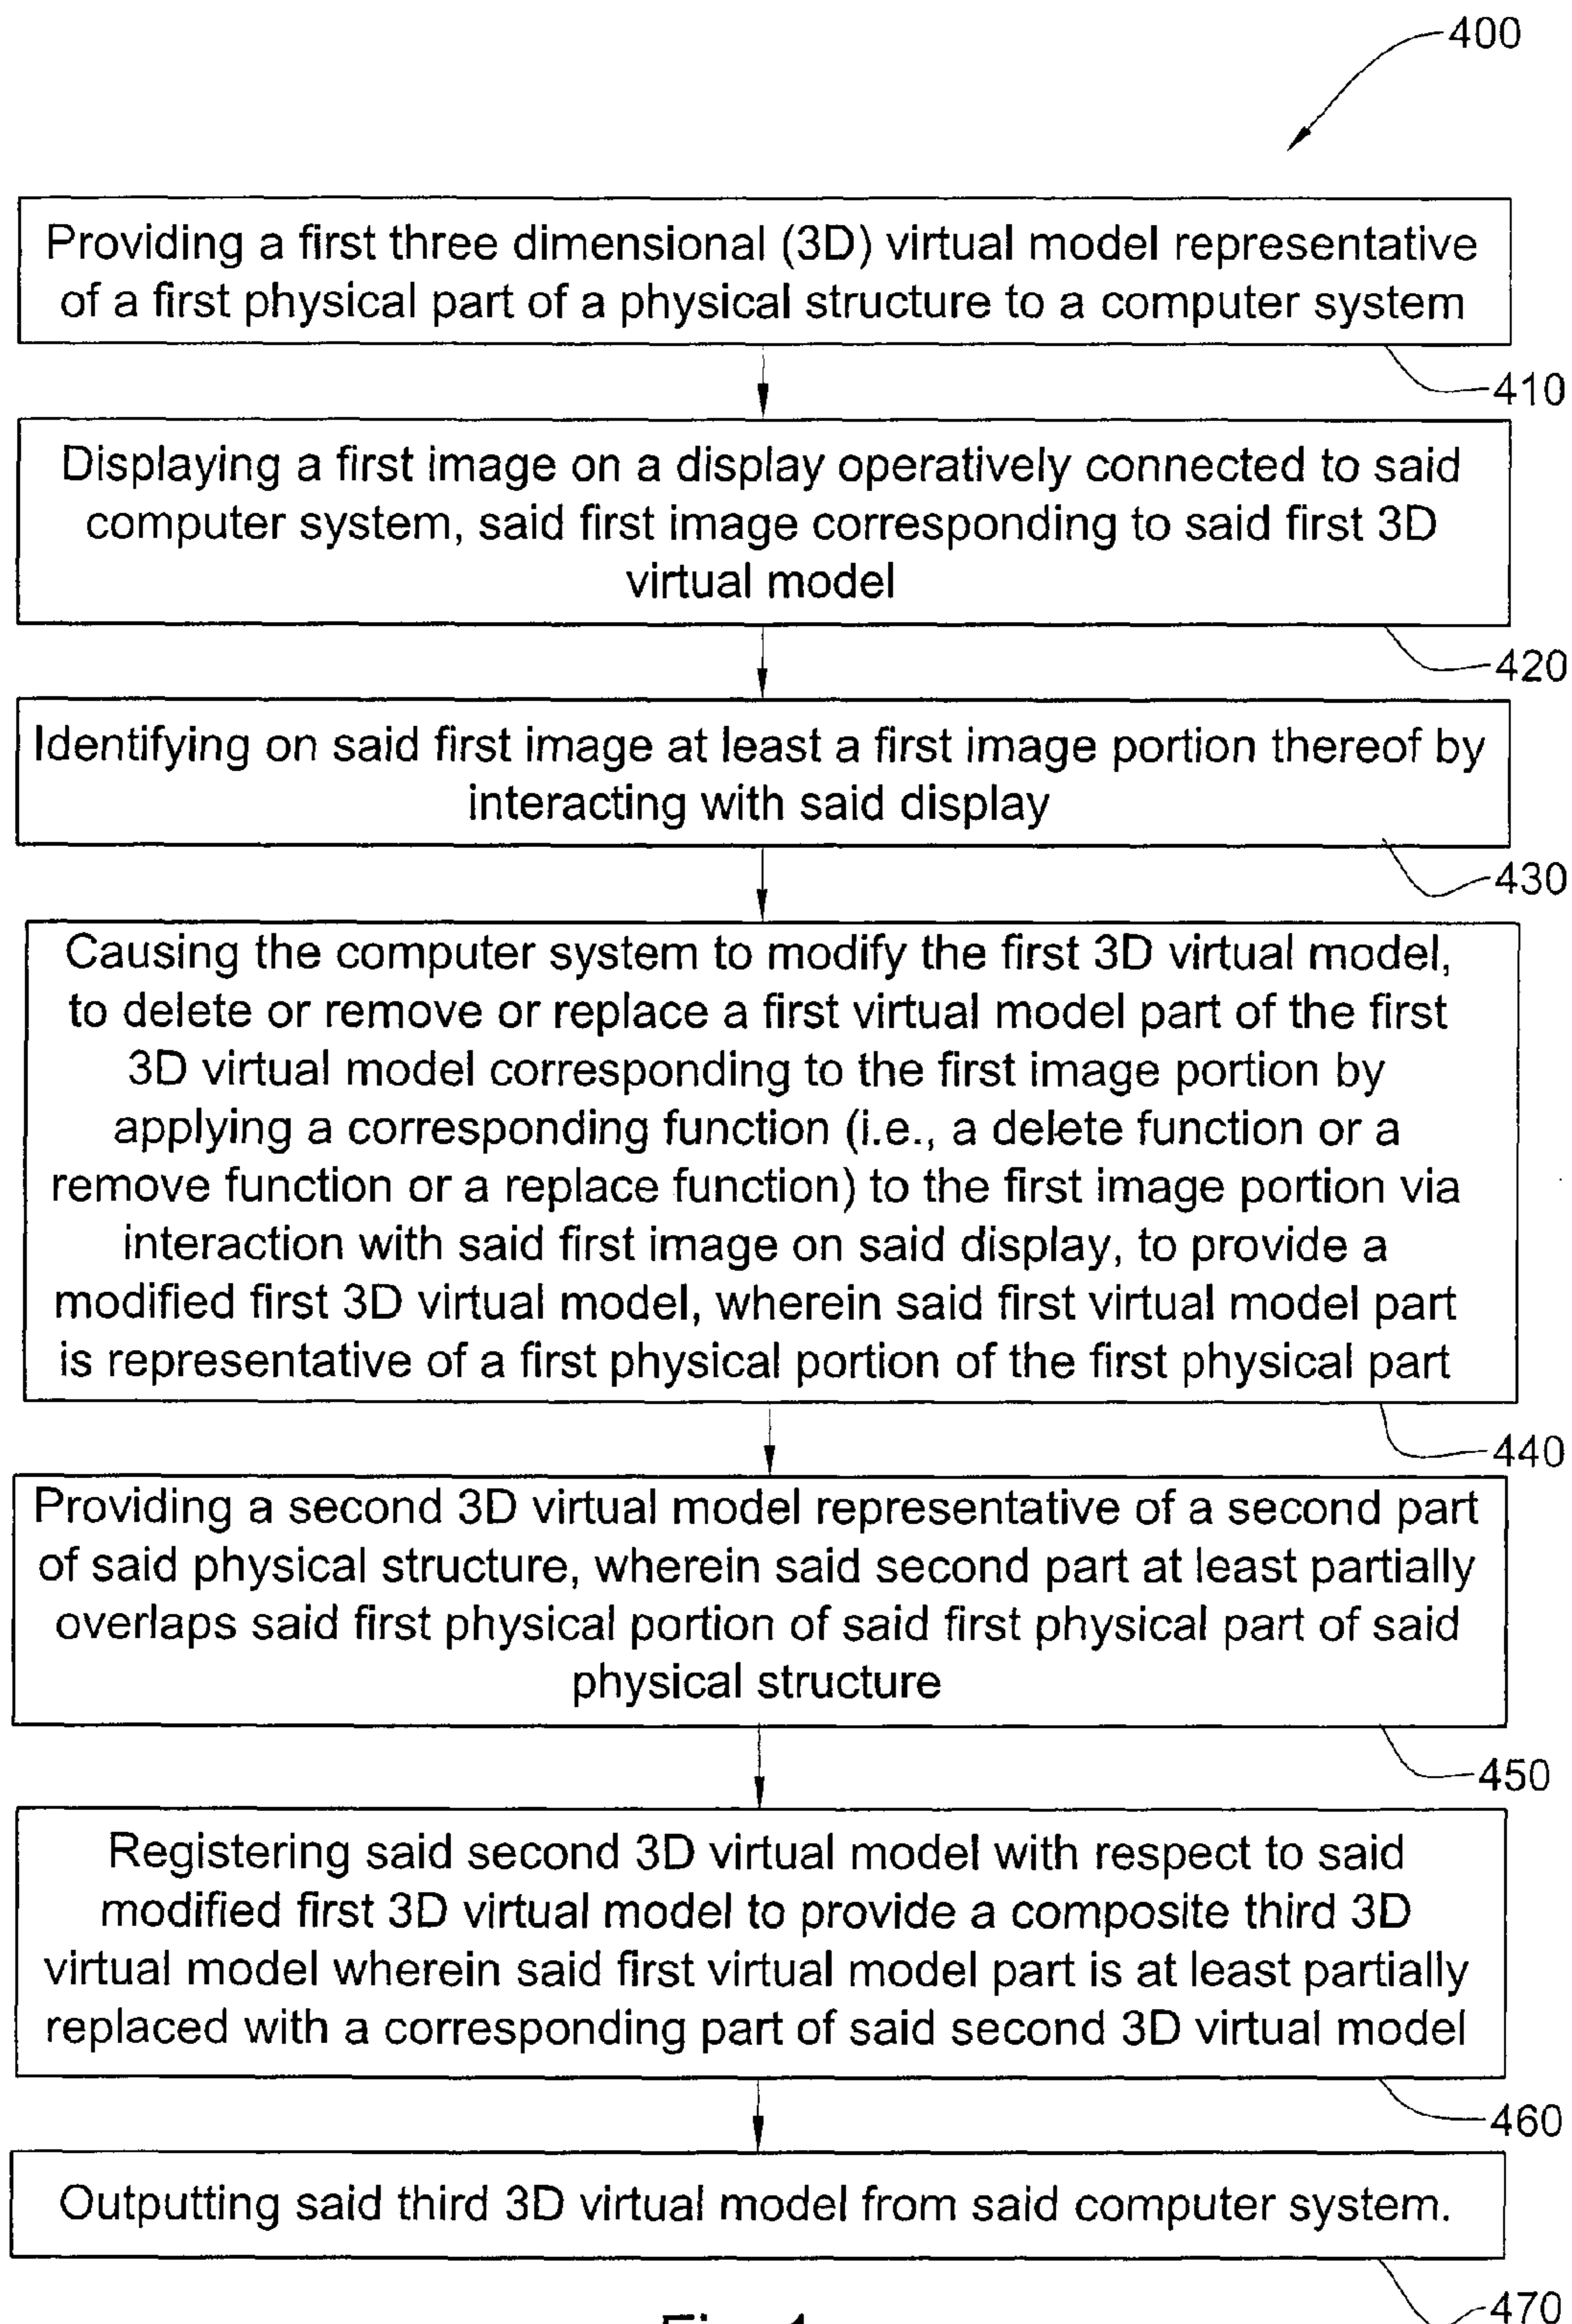 400
Providing a first three dimensional (3D) virtual model representative
of a first physical part of a physical structure to a computer system
410
Displaying a first image on a display operatively connected to said
computer system, said first image corresponding to said first 3D
virtual model
420
Identifying on said first image at least a first image portion thereof by
interacting with said display
430
Causing the computer system to modify the first 3D virtual model,
to delete or remove or replace a first virtual model part of the first
3D virtual model corresponding to the first image portion by
applying a corresponding function (i.e., a delete function or a
remove function or a replace function) to the first image portion via
interaction with said first image on said display, to provide a
modified first 3D virtual model, wherein said first virtual model part
is representative of a first physical portion of the first physical part
440
Providing a second 3D virtual model representative of a second part
of said physical structure, wherein said second part at least partially
overlaps said first physical portion of said first physical part of said
physical structure
450
Registering said second 3D virtual model with respect to said
modified first 3D virtual model to provide a composite third 3D
virtual model wherein said first virtual model part is at least partially
replaced with a corresponding part of said second 3D virtual model
460
Outputting said third 3D virtual model from said computer system.
470